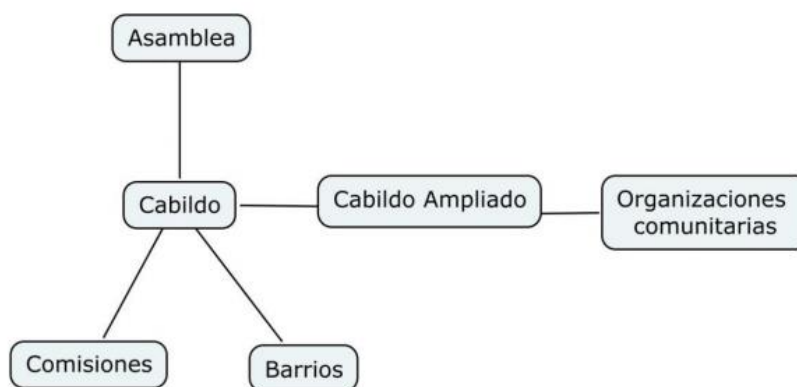 Asamblea
Cabildo
Cabildo Ampliado
Organizaciones
comunitarias
Comisiones
Barrios